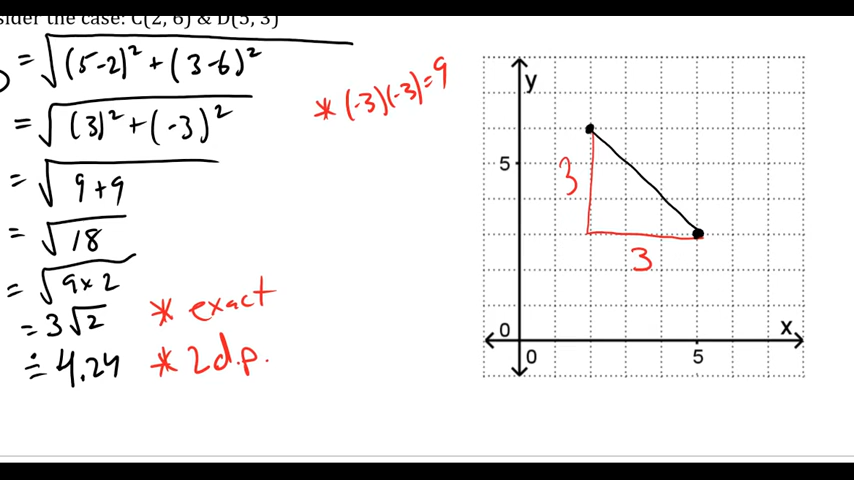 sider the case: C(2, 6) & D(5, 3)
= √(5-2)² + (3-6)²
* (-3)(-3)=9
= √(3)² + (-3)²
= √9+9
= √18
= √9×2
= 3√2 * exact
≐ 4.24 * 2d.p.
y
5
3
3
0
x
0
5